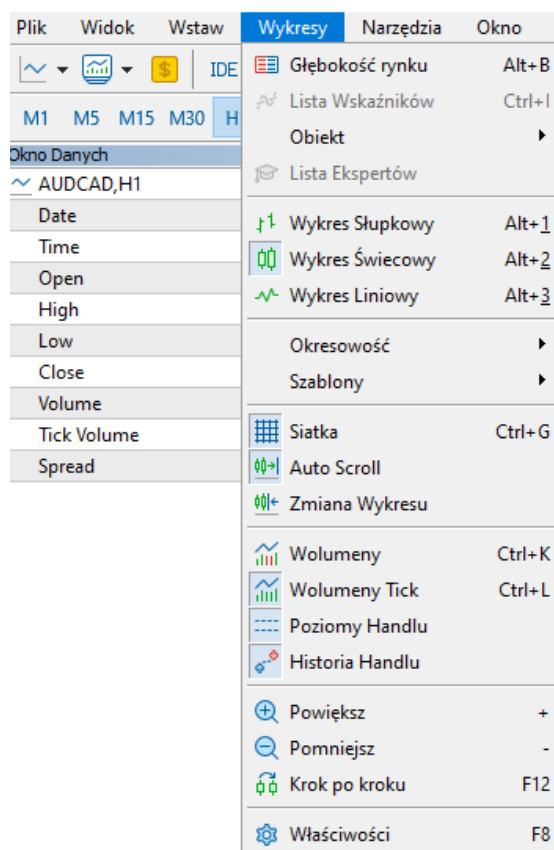 Plik Widok Wstaw Wykresy Narzędzia Okno
$ IDE
M1 M5 M15 M30 H
Okno Danych
AUDCAD,H1
Date
Time
Open
High
Low
Close
Volume
Tick Volume
Spread
Głębokość rynku Alt+B
Lista Wskaźników Ctrl+I
Obiekt
Lista Ekspertów
Wykres Słupkowy Alt+1
Wykres Świecowy Alt+2
Wykres Liniowy Alt+3
Okresowość
Szablony
Siatka Ctrl+G
Auto Scroll
Zmiana Wykresu
Wolumeny Ctrl+K
Wolumeny Tick Ctrl+L
Poziomy Handlu
Historia Handlu
Powiększ +
Pomniejsz -
Krok po kroku F12
Właściwości F8